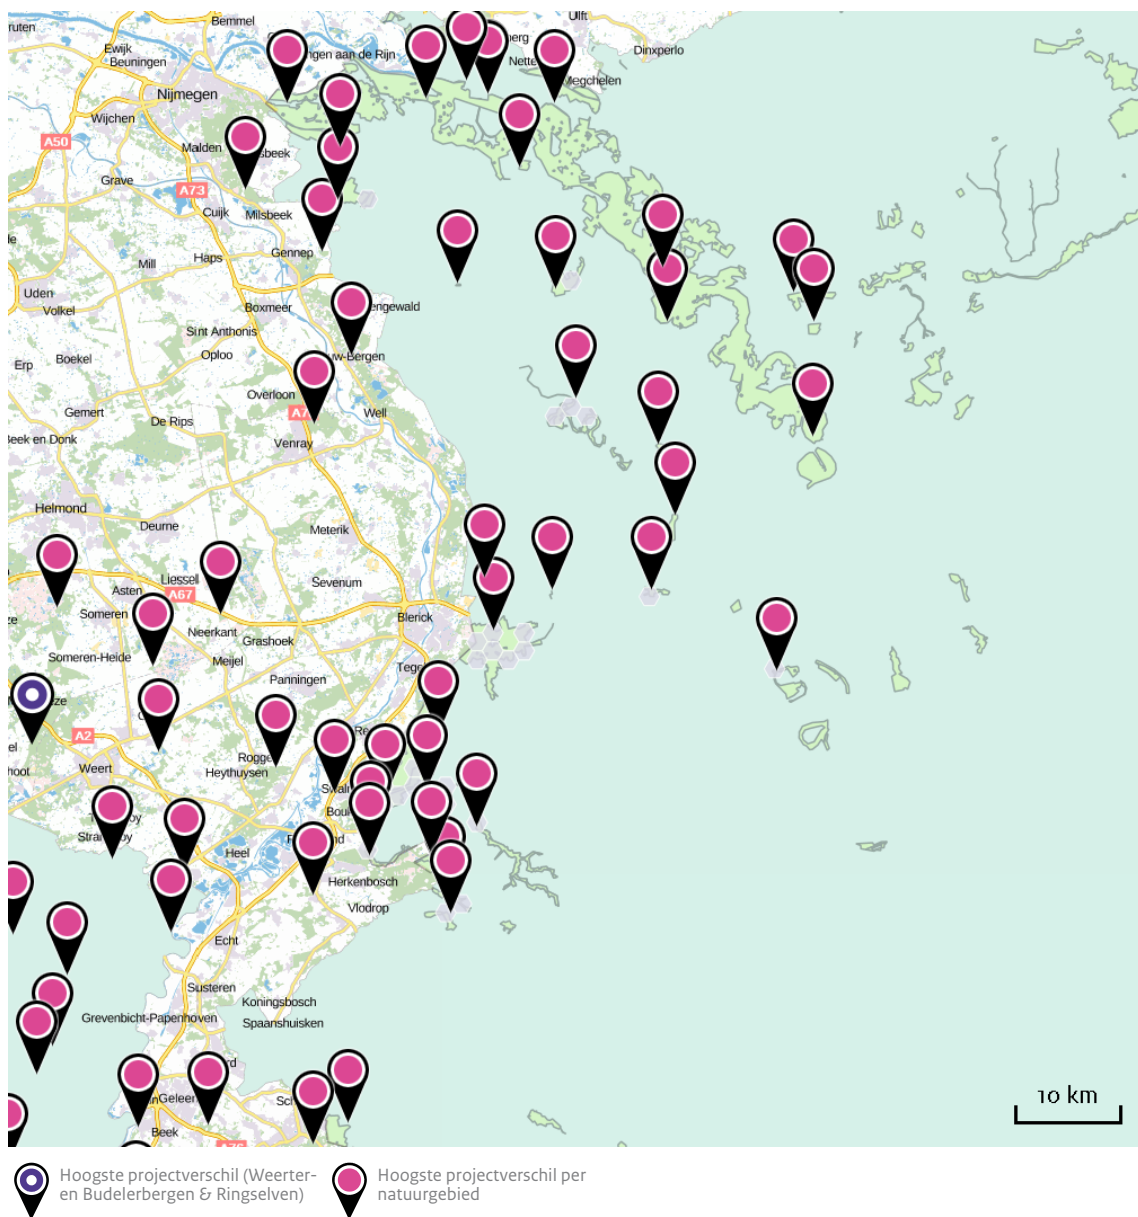 Bemmel
Ulft
Ewijk
Beuningen
Dinxperlo
Megchelen
Nijmegen
Wijchen
A50
Malden
Grave
A73
Cuijk
Milsbeek
Gennep
Haps
Mill
Uden
Volkel
Boxmeer
Sint Anthonis
Oploo
Boekel
Erp
Overloon
Gemert
De Rips
Well
Venray
Helmond
Deurne
Meterik
Liessel
Asten
A67
Sevenum
Someren
Blerick
Neerkant
Grashoek
Someren-Heide
Meijel
Panningen
A2
Weert
Heythuysen
Heel
Herkenbosch
Vlodrop
Echt
Susteren
Koningsbosch
Grevenbicht-Papenhoven
Spaanshuisken
Geleen
Beek
10 km
Hoogste projectverschil (Weerter-
en Budelerbergen & Ringselven)
Hoogste projectverschil per
natuurgebied